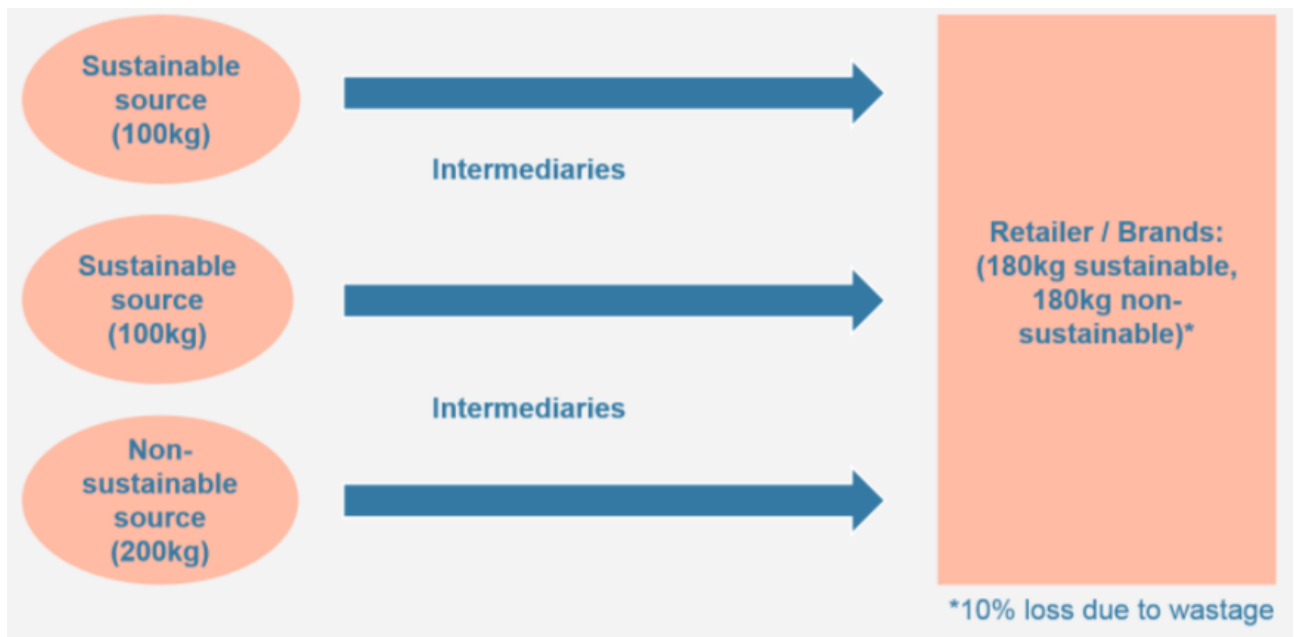 Sustainable
source
(100kg)
Intermediaries
Sustainable
source
(100kg)
Intermediaries
Non-
sustainable
source
(200kg)
Retailer / Brands:
(180kg sustainable,
180kg non-
sustainable)*
*10% loss due to wastage